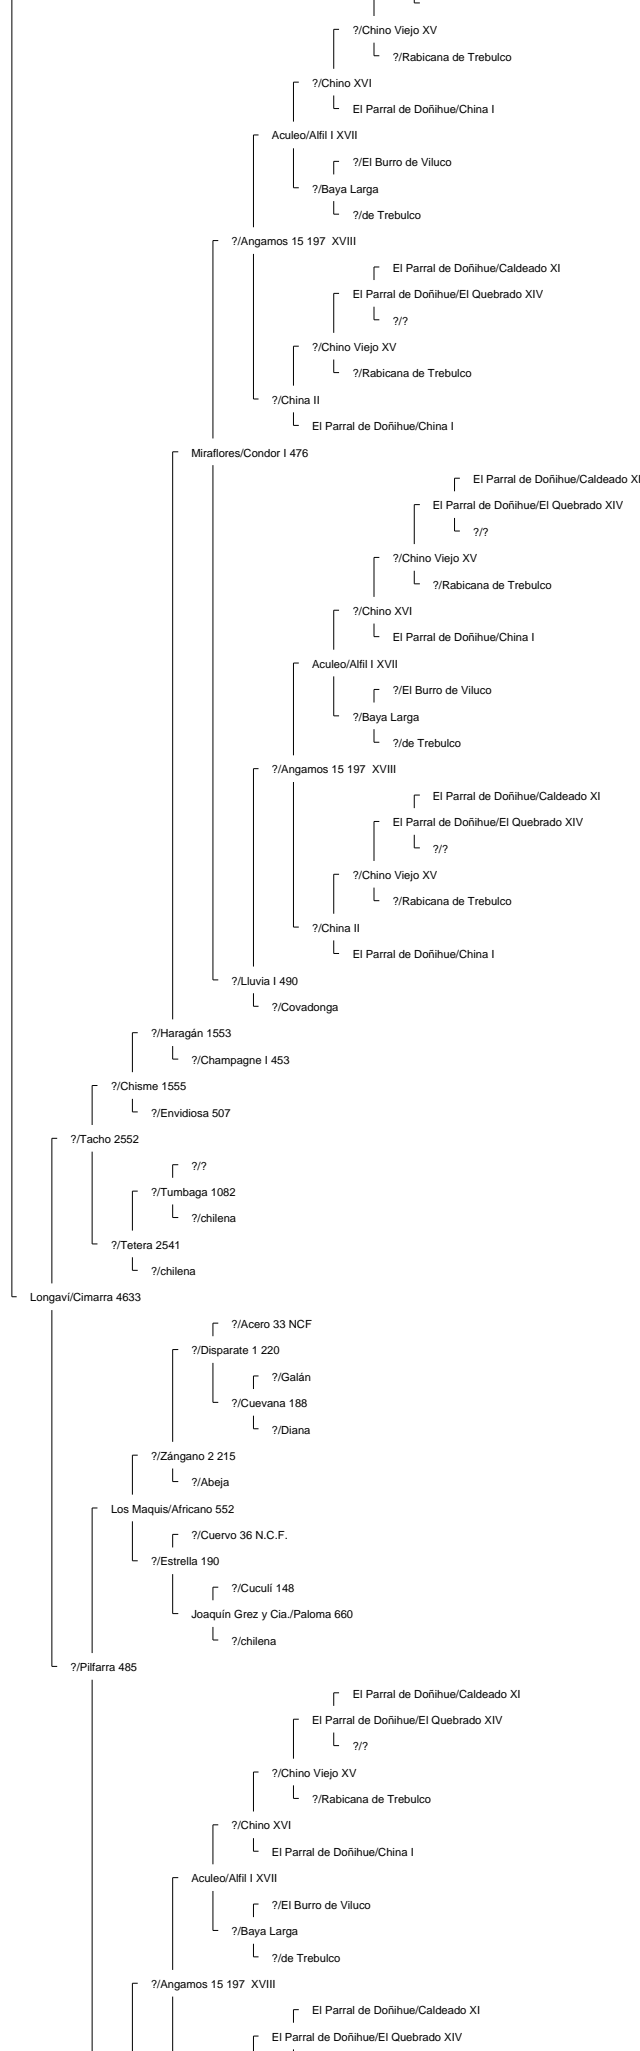 ?/Chino Viejo XV
?/Rabicana de Trebulco
?/Chino XVI
El Parral de Doñihue/China I
Aculeo/Alfil I XVII
?/El Burro de Viluco
?/Baya Larga
?/de Trebulco
?/Angamos 15 197  XVIII
El Parral de Doñihue/Caldeado XI
El Parral de Doñihue/El Quebrado XIV
?/?
?/Chino Viejo XV
?/Rabicana de Trebulco
?/China II
El Parral de Doñihue/China I
Miraflores/Condor I 476
El Parral de Doñihue/Caldeado XI
El Parral de Doñihue/El Quebrado XIV
?/?
?/Chino Viejo XV
?/Rabicana de Trebulco
?/Chino XVI
El Parral de Doñihue/China I
Aculeo/Alfil I XVII
?/El Burro de Viluco
?/Baya Larga
?/de Trebulco
?/Angamos 15 197  XVIII
El Parral de Doñihue/Caldeado XI
El Parral de Doñihue/El Quebrado XIV
?/?
?/Chino Viejo XV
?/Rabicana de Trebulco
?/China II
El Parral de Doñihue/China I
?/Lluvia I 490
?/Covadonga
?/Haragán 1553
?/Champagne I 453
?/Chisme 1555
?/Envidiosa 507
?/Tacho 2552
?/?
?/Tumbaga 1082
?/chilena
?/Tetera 2541
?/chilena
Longaví/Cimarra 4633
?/Acero 33 NCF
?/Disparate 1 220
?/Galán
?/Cuevana 188
?/Diana
?/Zángano 2 215
?/Abeja
Los Maquis/Africano 552
?/Cuervo 36 N.C.F.
?/Estrella 190
?/Cuculí 148
Joaquín Grez y Cia./Paloma 660
?/chilena
?/Pilfarra 485
El Parral de Doñihue/Caldeado XI
El Parral de Doñihue/El Quebrado XIV
?/?
?/Chino Viejo XV
?/Rabicana de Trebulco
?/Chino XVI
El Parral de Doñihue/China I
Aculeo/Alfil I XVII
?/El Burro de Viluco
?/Baya Larga
?/de Trebulco
?/Angamos 15 197  XVIII
El Parral de Doñihue/Caldeado XI
El Parral de Doñihue/El Quebrado XIV